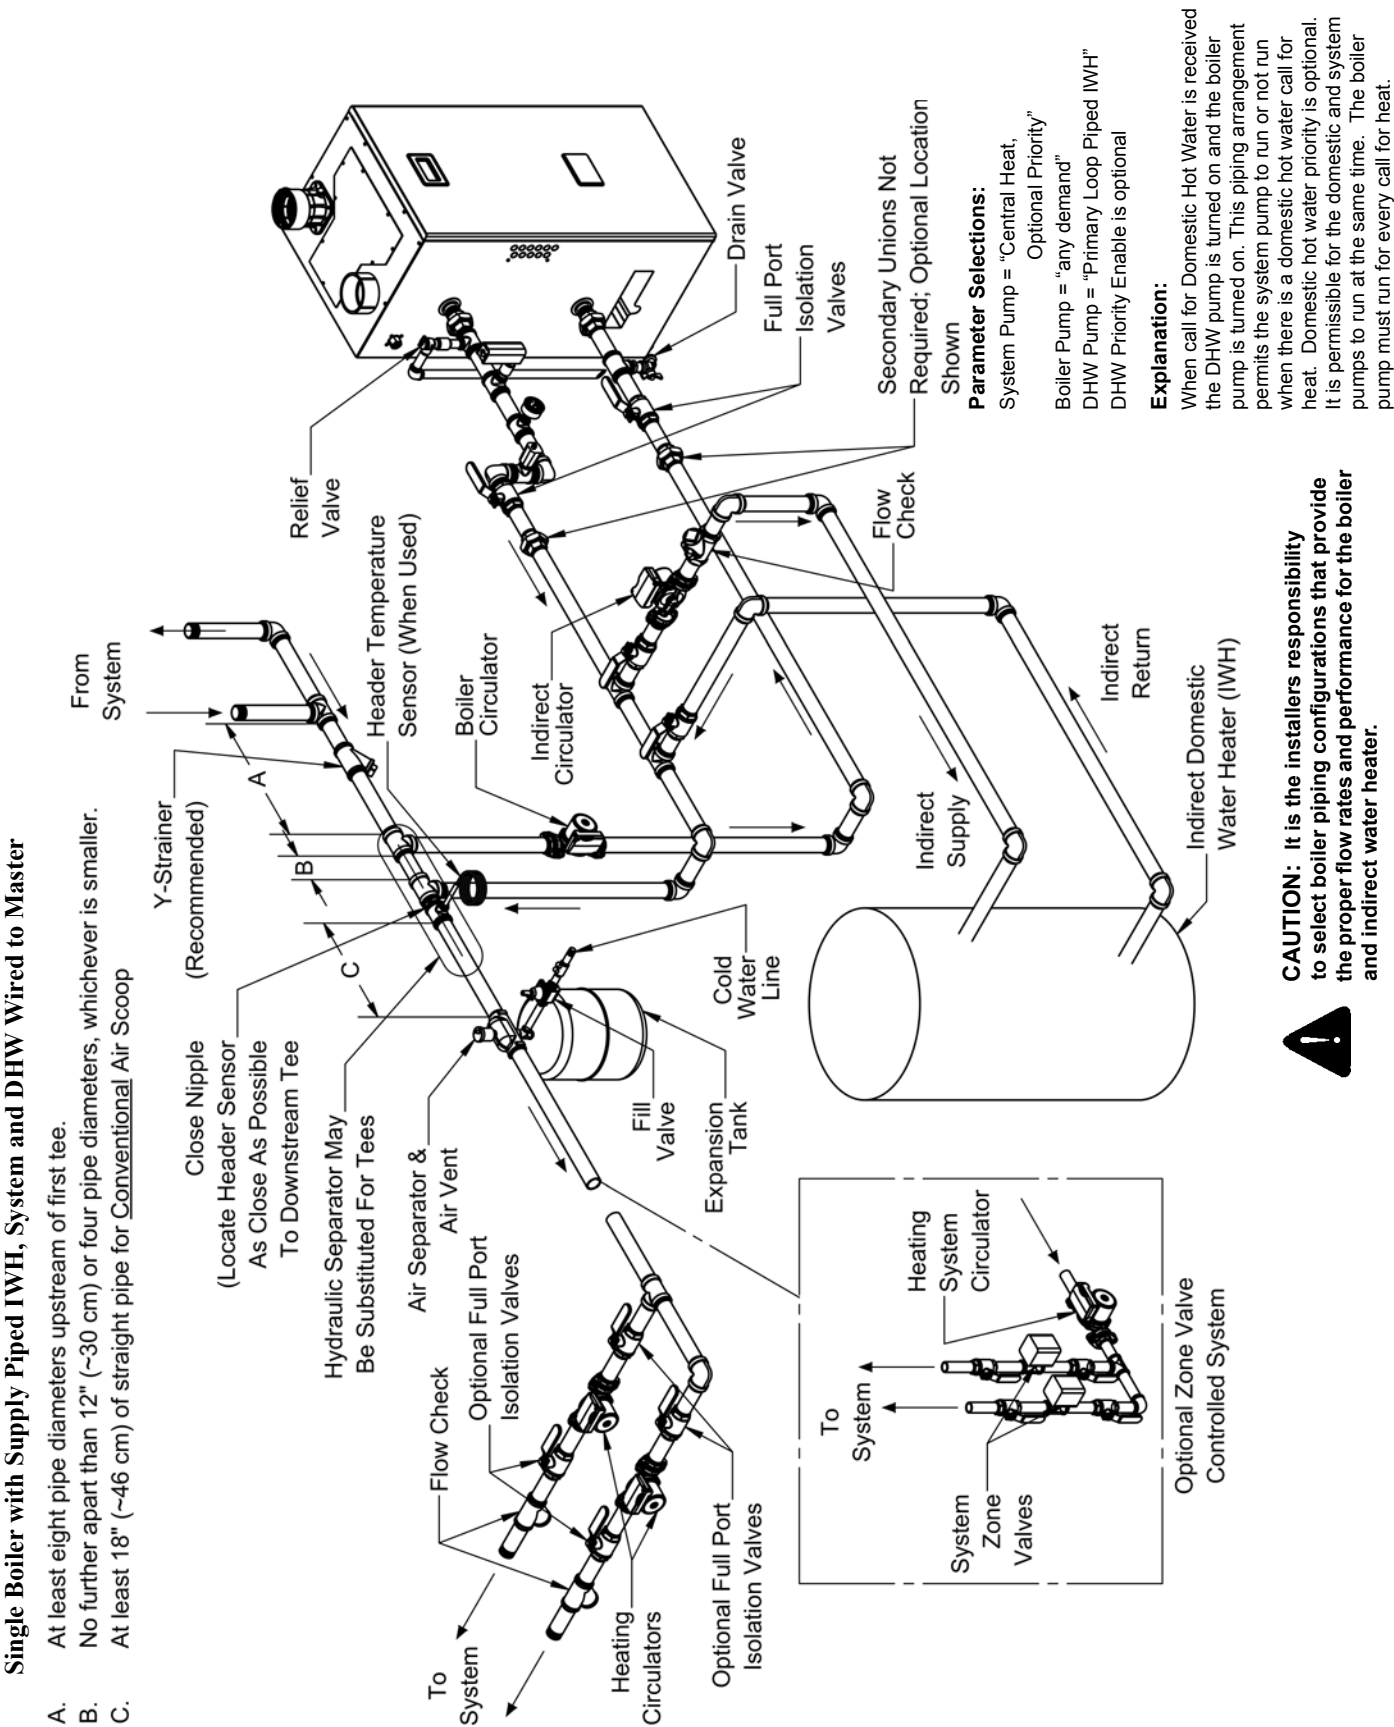 Single Boiler with Supply Piped IWH, System and DHW Wired to Master
A. At least eight pipe diameters upstream of first tee.
B. No further apart than 12" (~30 cm) or four pipe diameters, whichever is smaller.
C. At least 18" (~46 cm) of straight pipe for Conventional Air Scoop
From
System
Y-Strainer
(Recommended)
A
B
C
Close Nipple
(Locate Header Sensor
As Close As Possible
To Downstream Tee
Hydraulic Separator May
Be Substituted For Tees
Air Separator &
Air Vent
Optional Full Port
Isolation Valves
Flow Check
To
System
Relief
Valve
Header Temperature
Sensor (When Used)
Boiler
Circulator
Indirect
Circulator
Drain Valve
Full Port
Isolation
Valves
Secondary Unions Not
Required; Optional Location
Shown
Flow
Check
Indirect
Supply
Indirect
Return
Indirect Domestic
Water Heater (IWH)
Cold
Water
Line
Fill
Valve
Expansion
Tank
Heating
Circulators
Optional Full Port
Isolation Valves
Heating
System
Circulator
To
System
System
Zone
Valves
Optional Zone Valve
Controlled System
Parameter Selections:
System Pump = “Central Heat,
Optional Priority”
Boiler Pump = “any demand”
DHW Pump = “Primary Loop Piped IWH”
DHW Priority Enable is optional
Explanation:
When call for Domestic Hot Water is received
the DHW pump is turned on and the boiler
pump is turned on. This piping arrangement
permits the system pump to run or not run
when there is a domestic hot water call for
heat. Domestic hot water priority is optional.
It is permissible for the domestic and system
pumps to run at the same time. The boiler
pump must run for every call for heat.
CAUTION: It is the installers responsibility
to select boiler piping configurations that provide
the proper flow rates and performance for the boiler
and indirect water heater.